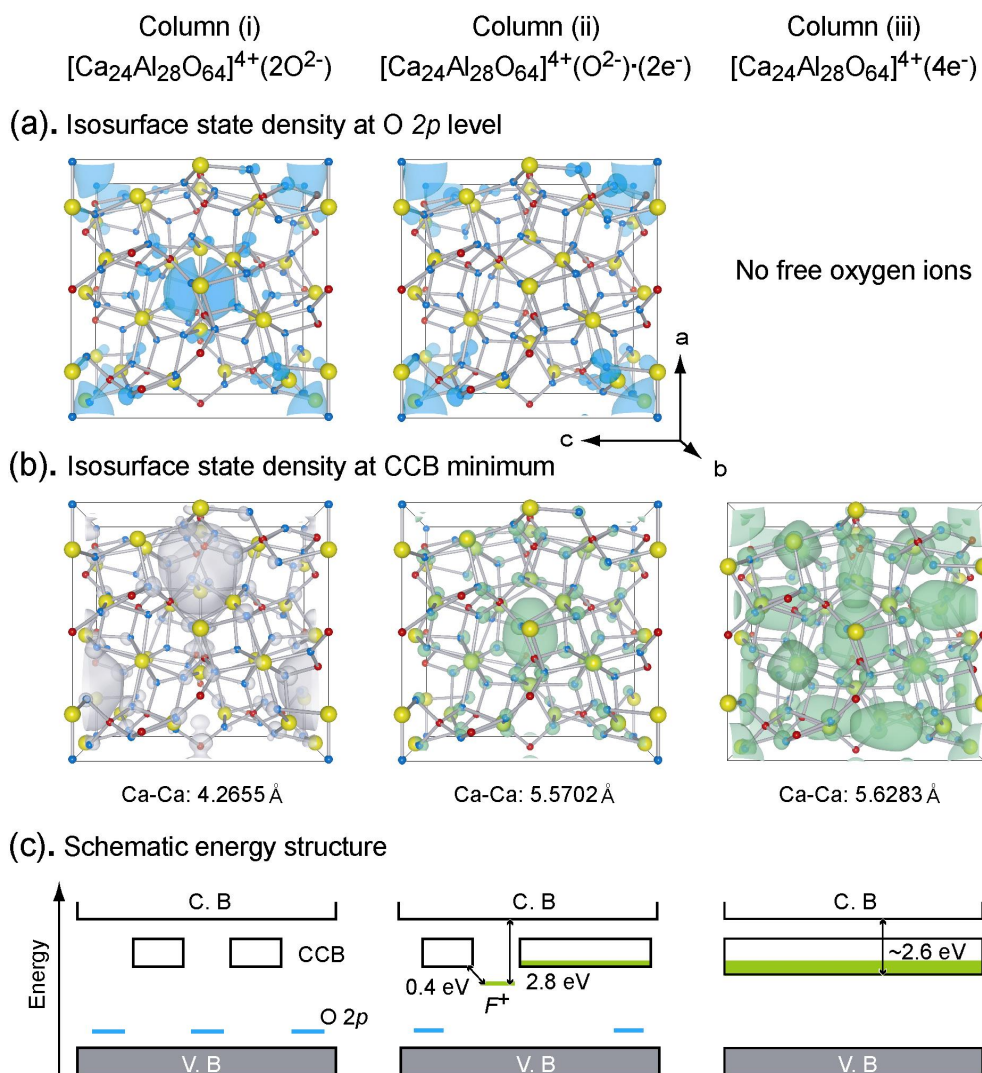 Column (i) Column (ii) Column (iii)
[Ca₂₄Al₂₈O₆₄]⁴⁺(2O²⁻) [Ca₂₄Al₂₈O₆₄]⁴⁺(O²⁻)·(2e⁻) [Ca₂₄Al₂₈O₆₄]⁴⁺(4e⁻)
(a). Isosurface state density at O 2p level
No free oxygen ions
a
c
b
(b). Isosurface state density at CCB minimum
Ca-Ca: 4.2655 Å Ca-Ca: 5.5702 Å Ca-Ca: 5.6283 Å
(c). Schematic energy structure
Energy
C. B C. B C. B
CCB ~2.6 eV
0.4 eV 2.8 eV
F⁺
O 2p
V. B V. B V. B